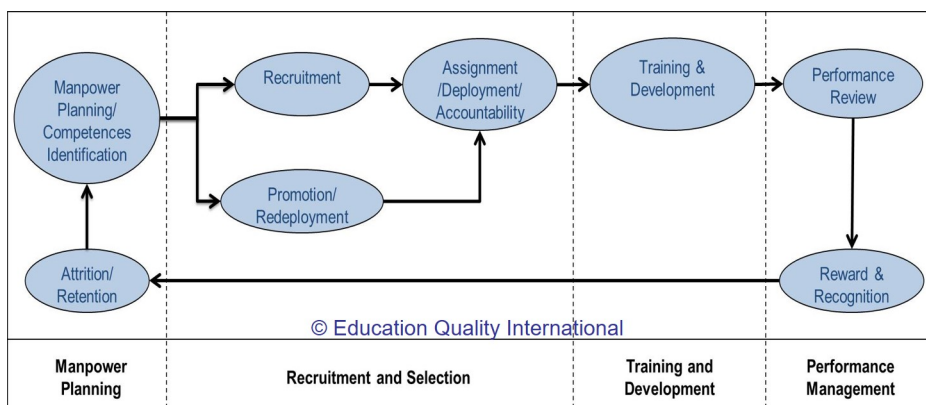 Manpower
Planning/
Competences
Identification
Recruitment
Assignment
/Deployment/
Accountability
Training &
Development
Performance
Review
Promotion/
Redeployment
Attrition/
Retention
Reward &
Recognition
© Education Quality International
Manpower
Planning
Recruitment and Selection
Training and
Development
Performance
Management